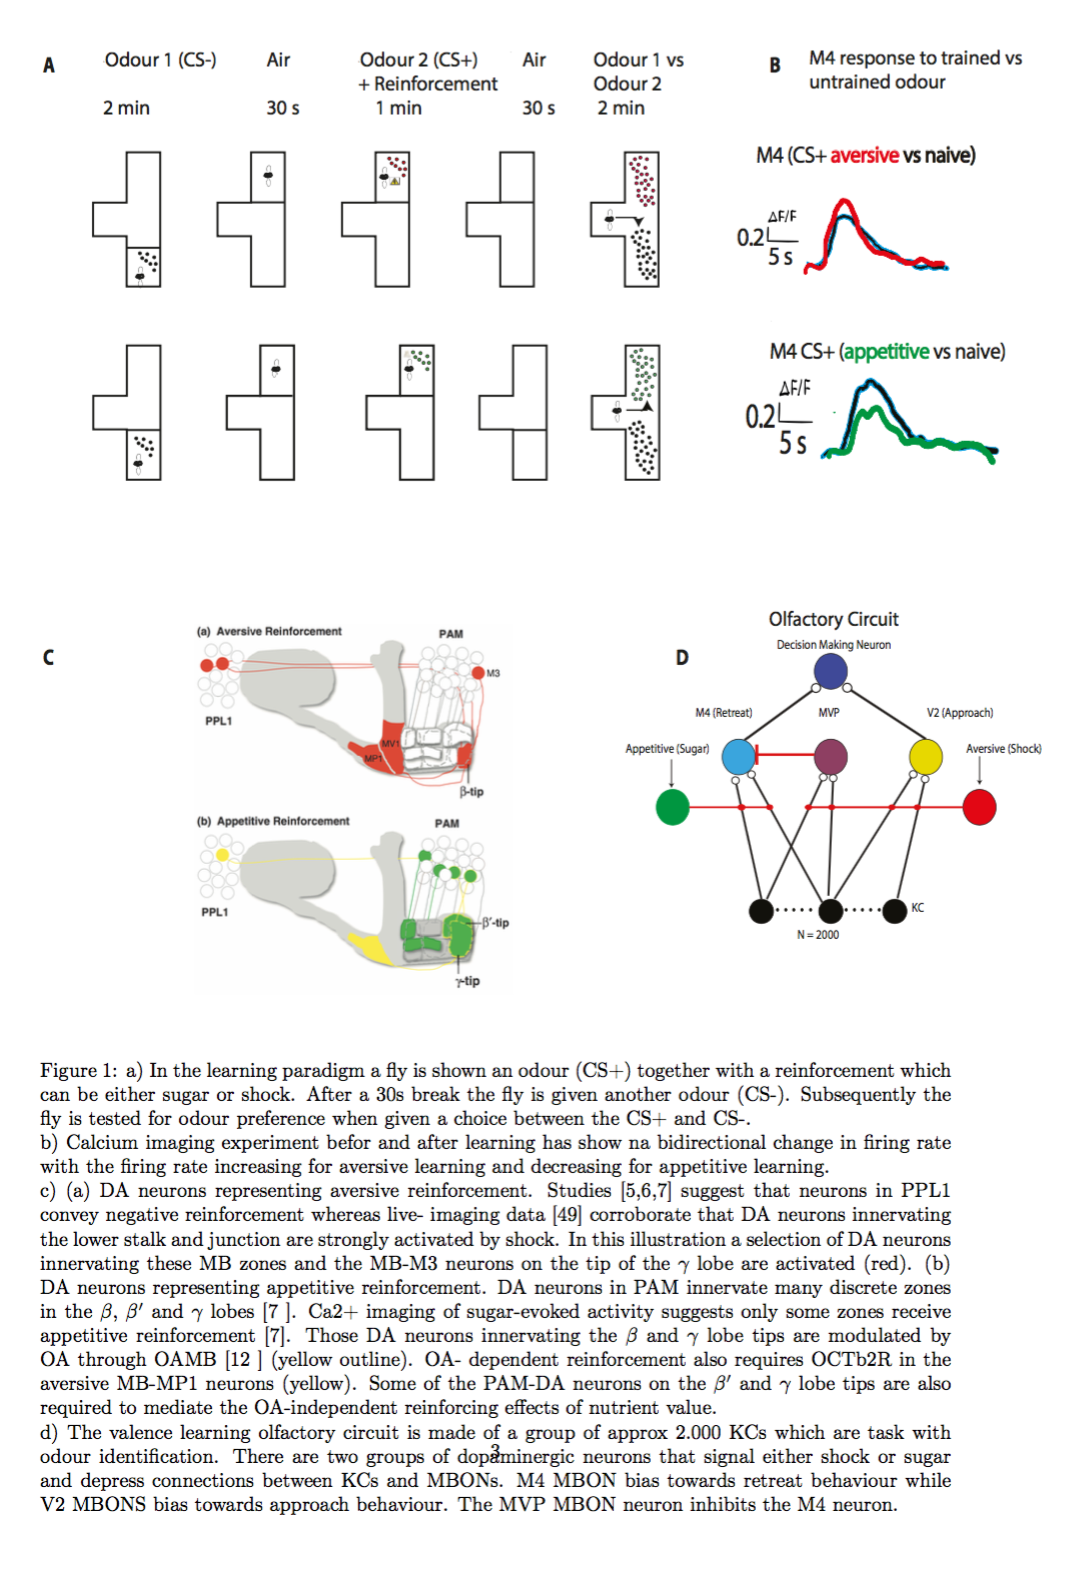 A
Odour 1 (CS-)
2 min
Air
30 s
Odour 2 (CS+)
+ Reinforcement
1 min
Air
30 s
Odour 1 vs
Odour 2
2 min
B
M4 response to trained vs
untrained odour
M4 (CS+ aversive vs naive)
ΔF/F
0.2
5 s
M4 CS+ (appetitive vs naive)
ΔF/F
0.2
5 s
C
(a) Aversive Reinforcement
PAM
M3
PPL1
MV1
MP1
β-tip
(b) Appetitive Reinforcement
PAM
PPL1
β'-tip
γ-tip
D
Olfactory Circuit
Decision Making Neuron
M4 (Retreat)
MVP
V2 (Approach)
Appetitive (Sugar)
Aversive (Shock)
KC
N = 2000
Figure 1: a) In the learning paradigm a fly is shown an odour (CS+) together with a reinforcement which
can be either sugar or shock. After a 30s break the fly is given another odour (CS-). Subsequently the
fly is tested for odour preference when given a choice between the CS+ and CS-.
b) Calcium imaging experiment befor and after learning has show na bidirectional change in firing rate
with the firing rate increasing for aversive learning and decreasing for appetitive learning.
c) (a) DA neurons representing aversive reinforcement. Studies [5,6,7] suggest that neurons in PPL1
convey negative reinforcement whereas live- imaging data [49] corroborate that DA neurons innervating
the lower stalk and junction are strongly activated by shock. In this illustration a selection of DA neurons
innervating these MB zones and the MB-M3 neurons on the tip of the γ lobe are activated (red). (b)
DA neurons representing appetitive reinforcement. DA neurons in PAM innervate many discrete zones
in the β, β′ and γ lobes [7 ]. Ca2+ imaging of sugar-evoked activity suggests only some zones receive
appetitive reinforcement [7]. Those DA neurons innervating the β and γ lobe tips are modulated by
OA through OAMB [12 ] (yellow outline). OA- dependent reinforcement also requires OCTb2R in the
aversive MB-MP1 neurons (yellow). Some of the PAM-DA neurons on the β′ and γ lobe tips are also
required to mediate the OA-independent reinforcing effects of nutrient value.
d) The valence learning olfactory circuit is made of a group of approx 2.000 KCs which are task with
odour identification. There are two groups of dopaminergic neurons that signal either shock or sugar
and depress connections between KCs and MBONs. M4 MBON bias towards retreat behaviour while
V2 MBONS bias towards approach behaviour. The MVP MBON neuron inhibits the M4 neuron.
3